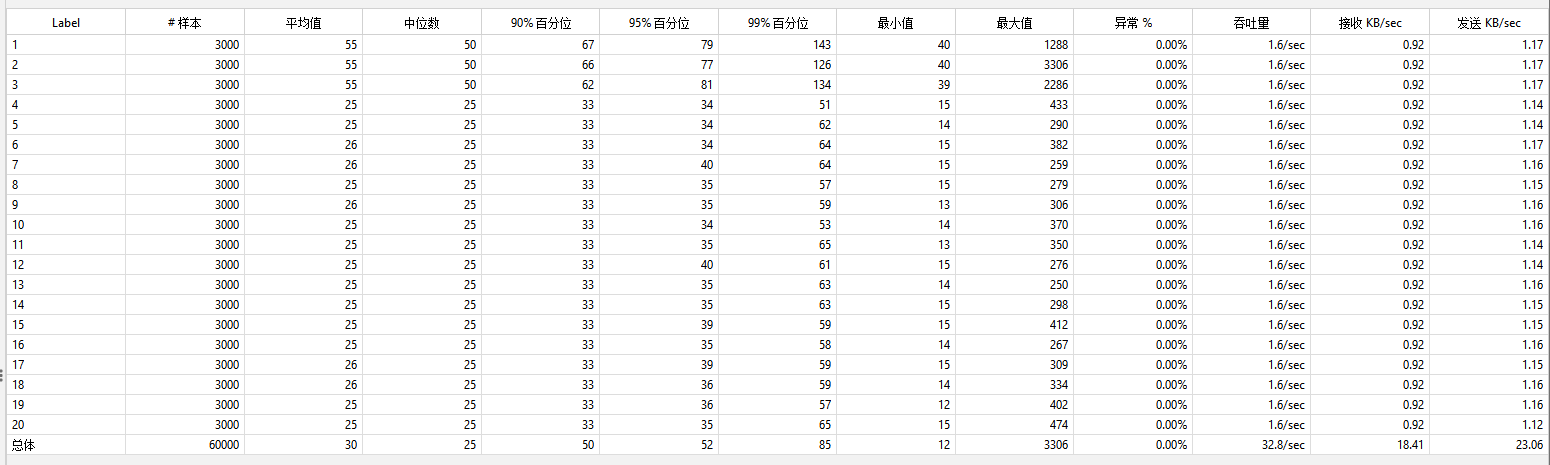 Label # 样本 平均值 中位数 90% 百分位 95% 百分位 99% 百分位 最小值 最大值 异常 % 吞吐量 接收 KB/sec 发送 KB/sec
1 3000 55 50 67 79 143 40 1288 0.00% 1.6/sec 0.92 1.17
2 3000 55 50 66 77 126 40 3306 0.00% 1.6/sec 0.92 1.17
3 3000 55 50 62 81 134 39 2286 0.00% 1.6/sec 0.92 1.17
4 3000 25 25 33 34 51 15 433 0.00% 1.6/sec 0.92 1.14
5 3000 25 25 33 34 62 14 290 0.00% 1.6/sec 0.92 1.14
6 3000 26 25 33 34 64 15 382 0.00% 1.6/sec 0.92 1.17
7 3000 26 25 33 40 64 15 259 0.00% 1.6/sec 0.92 1.16
8 3000 25 25 33 35 57 15 279 0.00% 1.6/sec 0.92 1.15
9 3000 26 25 33 35 59 13 306 0.00% 1.6/sec 0.92 1.16
10 3000 25 25 33 34 53 14 370 0.00% 1.6/sec 0.92 1.16
11 3000 25 25 33 35 65 13 350 0.00% 1.6/sec 0.92 1.14
12 3000 25 25 33 40 61 15 276 0.00% 1.6/sec 0.92 1.14
13 3000 25 25 33 35 63 14 250 0.00% 1.6/sec 0.92 1.16
14 3000 25 25 33 35 63 15 298 0.00% 1.6/sec 0.92 1.15
15 3000 25 25 33 39 59 15 412 0.00% 1.6/sec 0.92 1.15
16 3000 25 25 33 35 58 14 267 0.00% 1.6/sec 0.92 1.16
17 3000 26 25 33 39 59 15 309 0.00% 1.6/sec 0.92 1.15
18 3000 26 25 33 36 59 14 334 0.00% 1.6/sec 0.92 1.16
19 3000 25 25 33 36 57 12 402 0.00% 1.6/sec 0.92 1.16
20 3000 25 25 33 35 65 15 474 0.00% 1.6/sec 0.92 1.12
总体 60000 30 25 50 52 85 12 3306 0.00% 32.8/sec 18.41 23.06